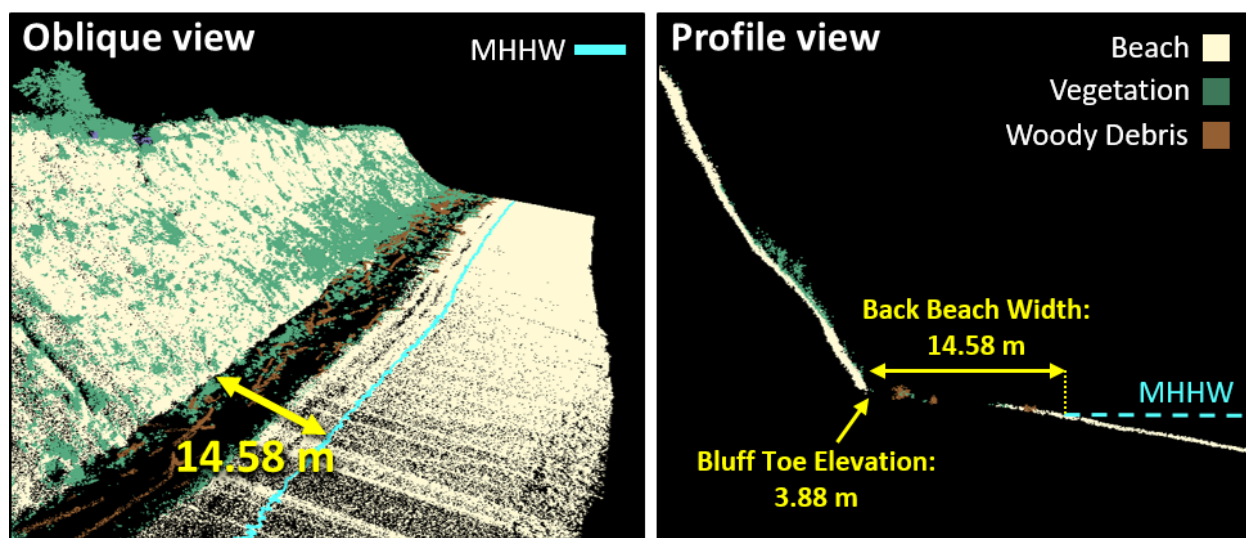 Oblique view
MHHW
14.58 m
Profile view
Beach
Vegetation
Woody Debris
Back Beach Width:
14.58 m
MHHW
Bluff Toe Elevation:
3.88 m